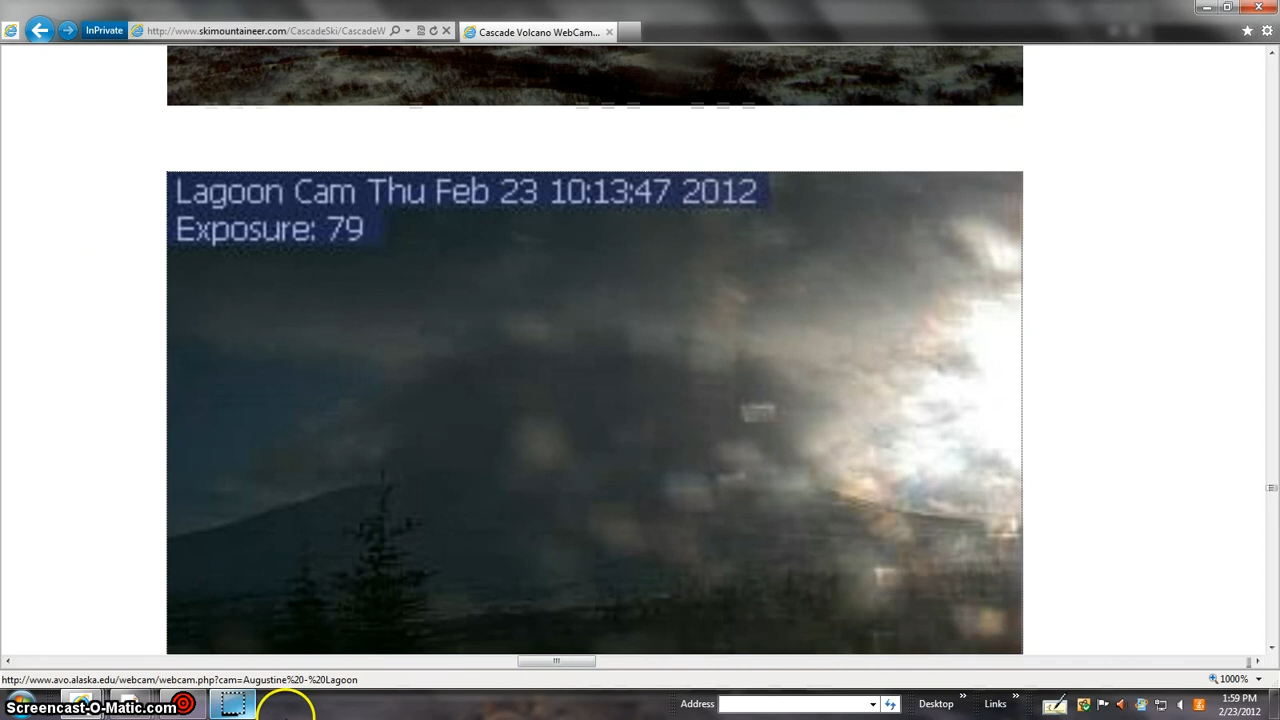 InPrivate
http://www.skimountaineer.com/CascadeSki/CascadeW
Cascade Volcano WebCam...
Lagoon Cam Thu Feb 23 10:13:47 2012
Exposure: 79
http://www.avo.alaska.edu/webcam/webcam.php?cam=Augustine%20-%20Lagoon
1000%
Screencast-O-Matic.com
Address
Desktop
Links
1:59 PM
2/23/2012